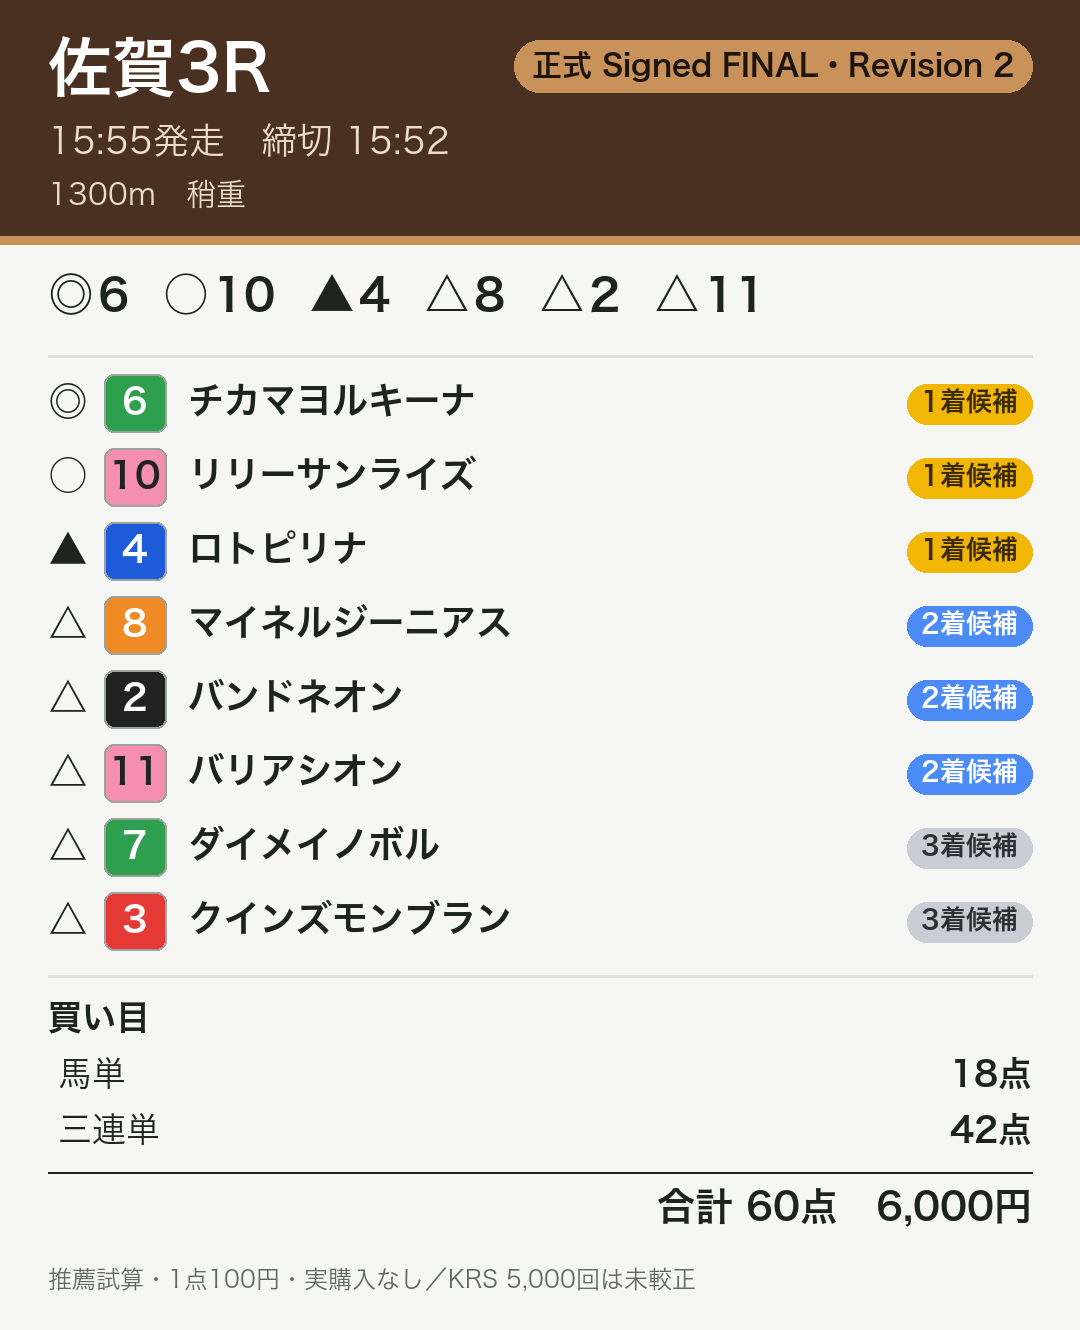 佐賀3R
正式 Signed FINAL・Revision 2
15:55発走　締切 15:52
1300m　稍重
◎6 ○10 ▲4 △8 △2 △11
◎ 6 チカマヨルキーナ 1着候補
○ 10 リリーサンライズ 1着候補
▲ 4 ロトピリナ 1着候補
△ 8 マイネルジーニアス 2着候補
△ 2 バンドネオン 2着候補
△ 11 バリアシオン 2着候補
△ 7 ダイメイノボル 3着候補
△ 3 クインズモンブラン 3着候補
買い目
馬単 18点
三連単 42点
合計 60点　6,000円
推薦試算・1点100円・実購入なし／KRS 5,000回は未較正